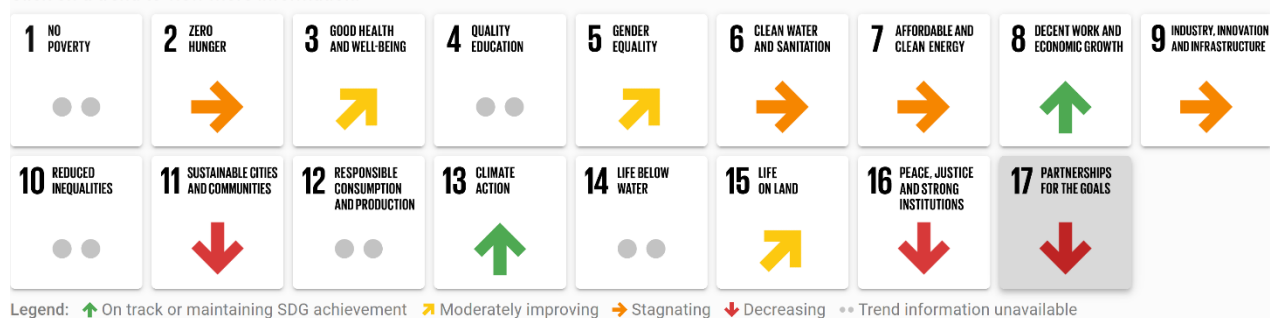 1 NO
POVERTY
2 ZERO
HUNGER
3 GOOD HEALTH
AND WELL-BEING
4 QUALITY
EDUCATION
5 GENDER
EQUALITY
6 CLEAN WATER
AND SANITATION
7 AFFORDABLE AND
CLEAN ENERGY
8 DECENT WORK AND
ECONOMIC GROWTH
9 INDUSTRY, INNOVATION
AND INFRASTRUCTURE
10 REDUCED
INEQUALITIES
11 SUSTAINABLE CITIES
AND COMMUNITIES
12 RESPONSIBLE
CONSUMPTION
AND PRODUCTION
13 CLIMATE
ACTION
14 LIFE BELOW
WATER
15 LIFE
ON LAND
16 PEACE, JUSTICE
AND STRONG
INSTITUTIONS
17 PARTNERSHIPS
FOR THE GOALS
Legend: On track or maintaining SDG achievement Moderately improving Stagnating Decreasing Trend information unavailable